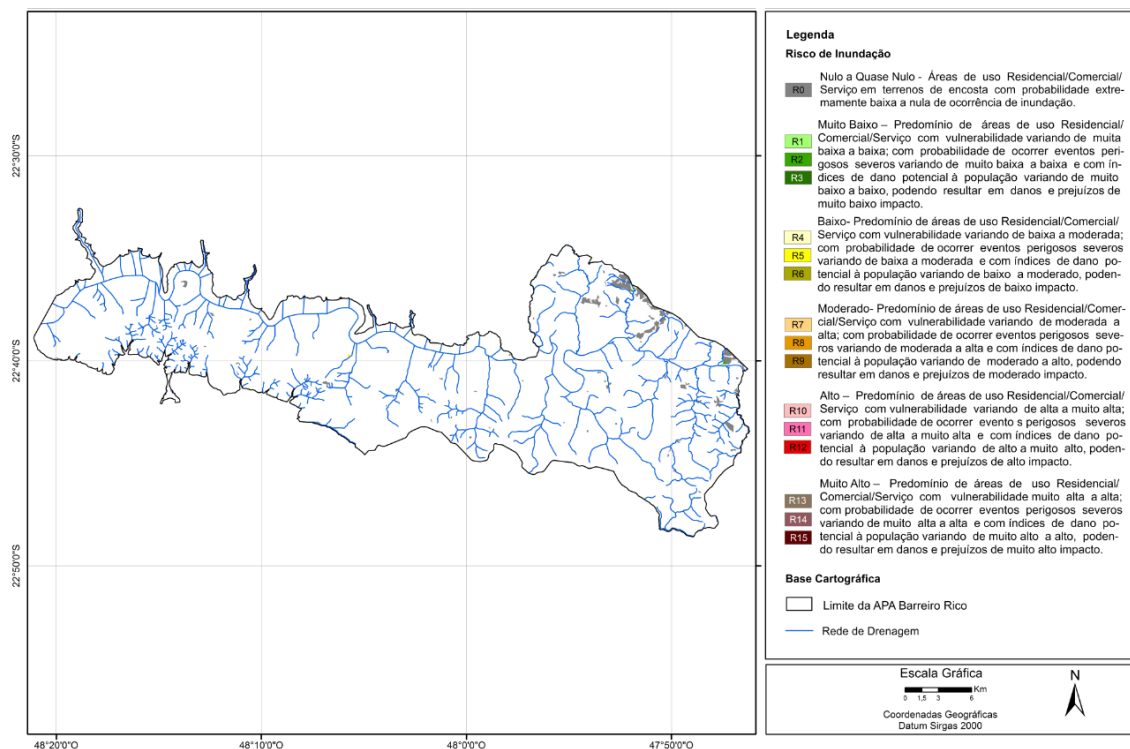 22°30'0"S
22°40'0"S
22°50'0"S
48°20'0"O
48°10'0"O
48°0'0"O
47°50'0"O
Legenda
Risco de Inundação
R0
Nulo a Quase Nulo - Áreas de uso Residencial/Comercial/
Serviço em terrenos de encosta com probabilidade extre-
mamente baixa a nula de ocorrência de inundação.
R1
R2
R3
Muito Baixo – Predomínio de áreas de uso Residencial/
Comercial/Serviço com vulnerabilidade variando de muita
baixa a baixa; com probabilidade de ocorrer eventos peri-
gosos severos variando de muito baixa a baixa e com ín-
dices de dano potencial à população variando de muito
baixo a baixo, podendo resultar em danos e prejuízos de
muito baixo impacto.
R4
R5
R6
Baixo- Predomínio de áreas de uso Residencial/Comercial/
Serviço com vulnerabilidade variando de baixa a moderada;
com probabilidade de ocorrer eventos perigosos severos
variando de baixa a moderada e com índices de dano po-
tencial à população variando de baixo a moderado, poden-
do resultar em danos e prejuízos de baixo impacto.
R7
R8
R9
Moderado- Predomínio de áreas de uso Residencial/Comer-
cial/Serviço com vulnerabilidade variando de moderada a
alta; com probabilidade de ocorrer eventos perigosos seve-
ros variando de moderada a alta e com índices de dano po-
tencial à população variando de moderado a alto, podendo
resultar em danos e prejuízos de moderado impacto.
R10
R11
R12
Alto – Predomínio de áreas de uso Residencial/Comercial/
Serviço com vulnerabilidade variando de alta a muito alta;
com probabilidade de ocorrer evento s perigosos severos
variando de alta a muito alta e com índices de dano po-
tencial à população variando de alto a muito alto, poden-
do resultar em danos e prejuízos de alto impacto.
R13
R14
R15
Muito Alto – Predomínio de áreas de uso Residencial/
Comercial/Serviço com vulnerabilidade muito alta a alta;
com probabilidade de ocorrer eventos perigosos severos
variando de muito alta a alta e com índices de dano po-
tencial à população variando de muito alto a alto, poden-
do resultar em danos e prejuízos de muito alto impacto.
Base Cartográfica
Limite da APA Barreiro Rico
Rede de Drenagem
Escala Gráfica
Km
0 1,5 3 6
Coordenadas Geográficas
Datum Sirgas 2000
N